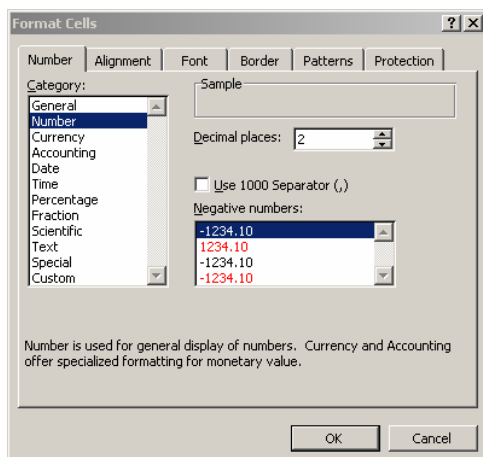 Format Cells
Number Alignment Font Border Patterns Protection
Category:
General
Number
Currency
Accounting
Date
Time
Percentage
Fraction
Scientific
Text
Special
Custom
Sample
Decimal places: 2
Use 1000 Separator (,)
Negative numbers:
-1234.10
1234.10
-1234.10
-1234.10
Number is used for general display of numbers. Currency and Accounting
offer specialized formatting for monetary value.
OK Cancel